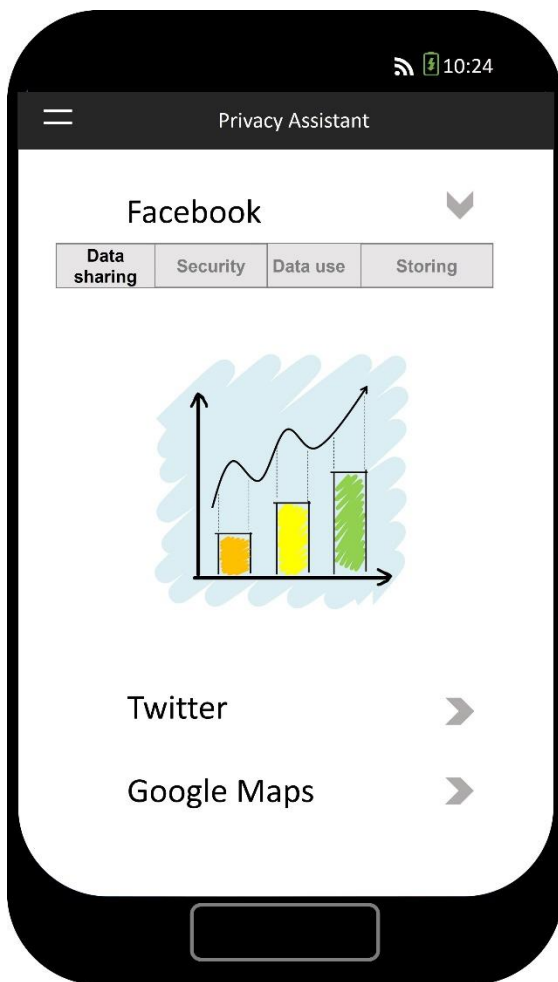 10:24
Privacy Assistant
Facebook
Data sharing
Security
Data use
Storing
Twitter
Google Maps